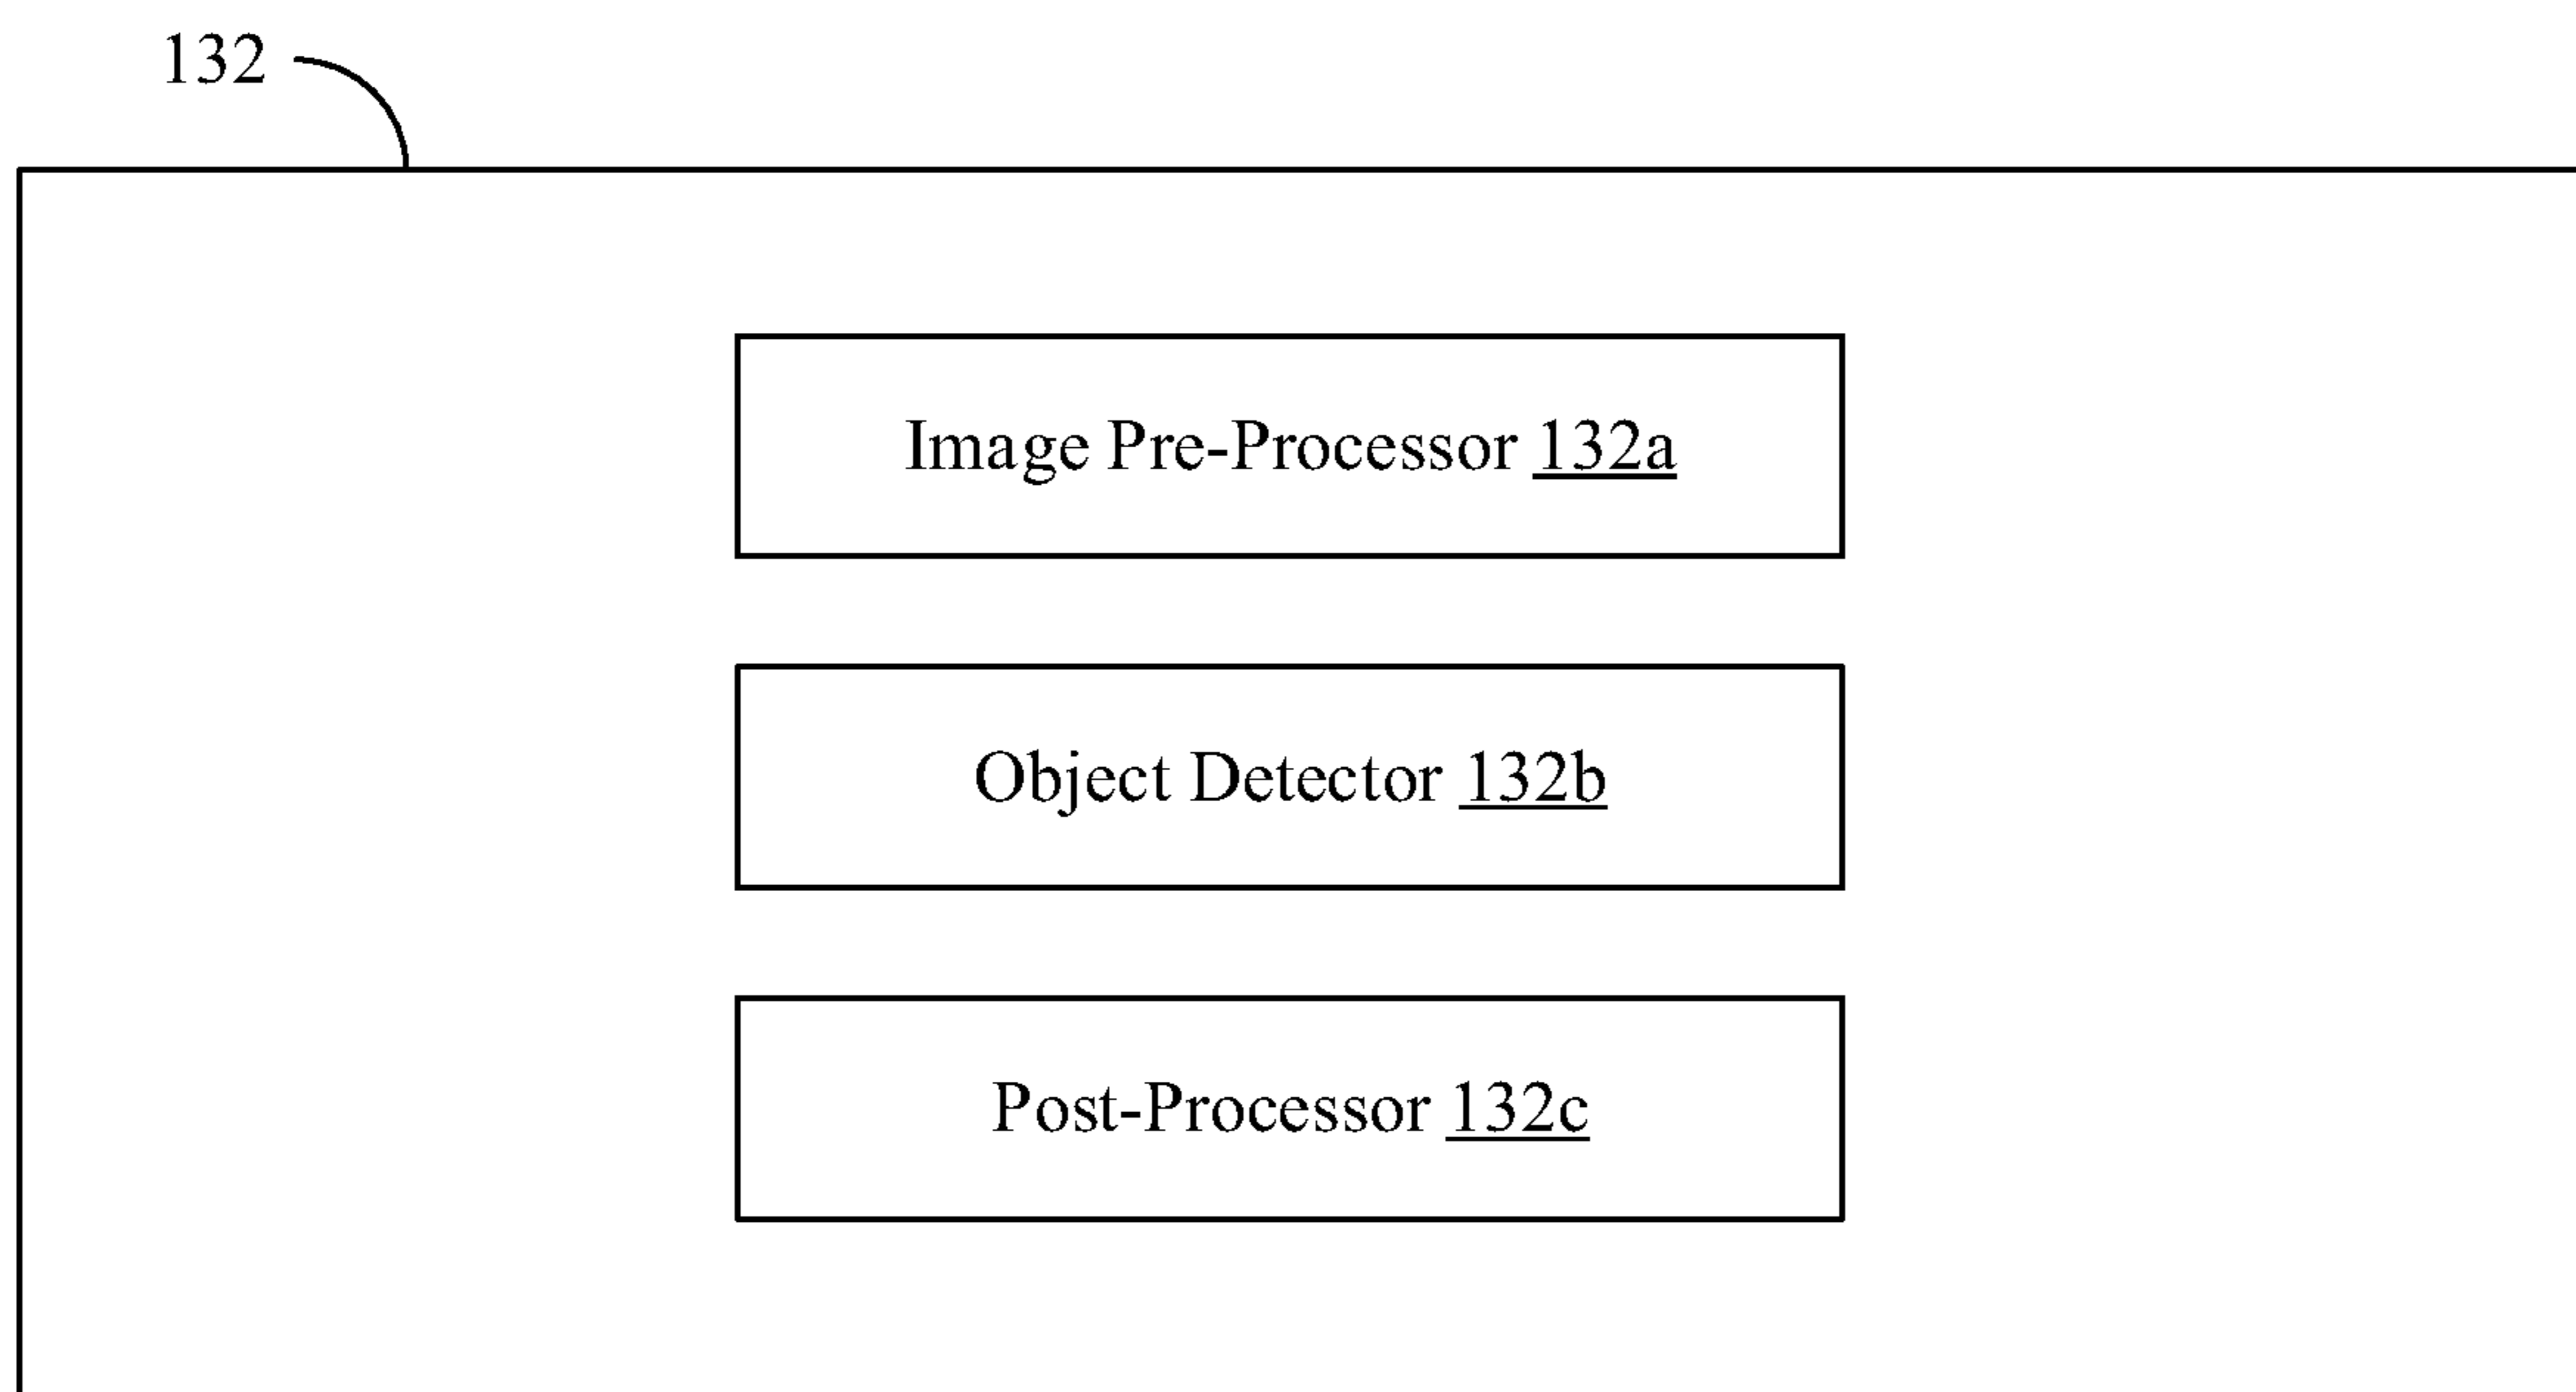 132
Image Pre-Processor 132a
Object Detector 132b
Post-Processor 132c